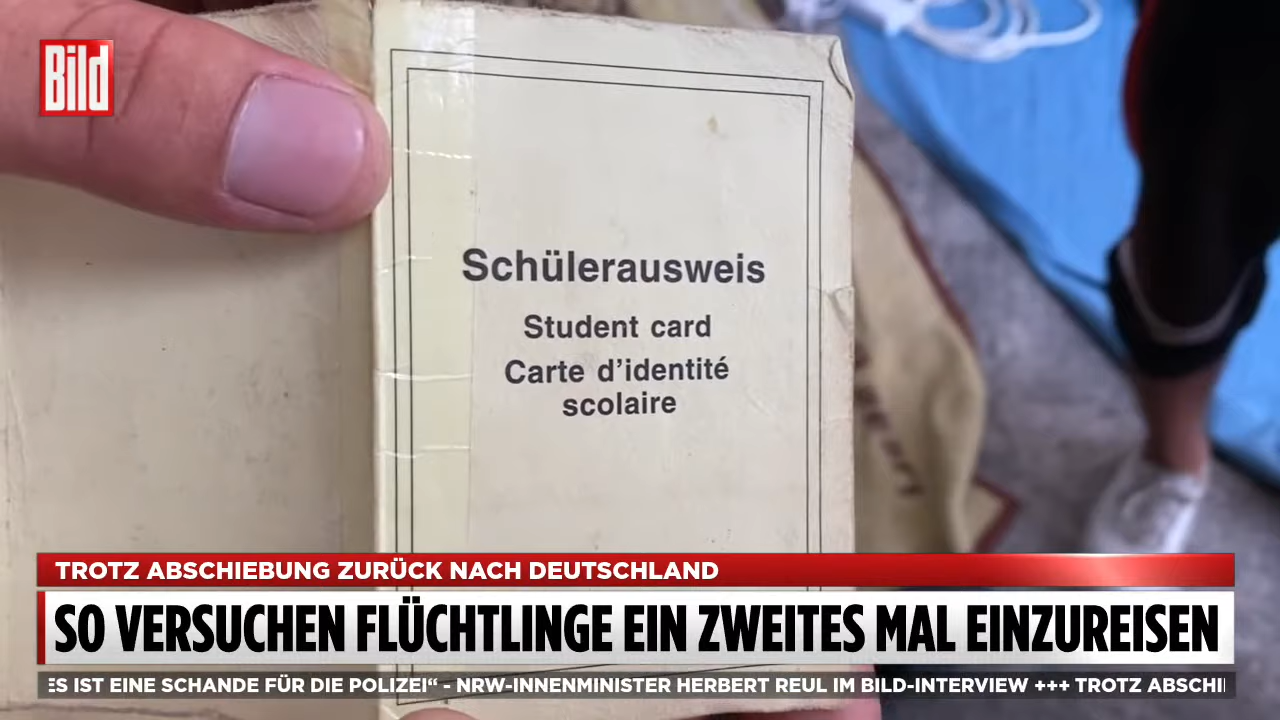 Bild
Schülerausweis
Student card
Carte d'identité
scolaire
TROTZ ABSCHIEBUNG ZURÜCK NACH DEUTSCHLAND
SO VERSUCHEN FLÜCHTLINGE EIN ZWEITES MAL EINZUREISEN
ES IST EINE SCHANDE FÜR DIE POLIZEI“ - NRW-INNENMINISTER HERBERT REUL IM BILD-INTERVIEW +++ TROTZ ABSCHI